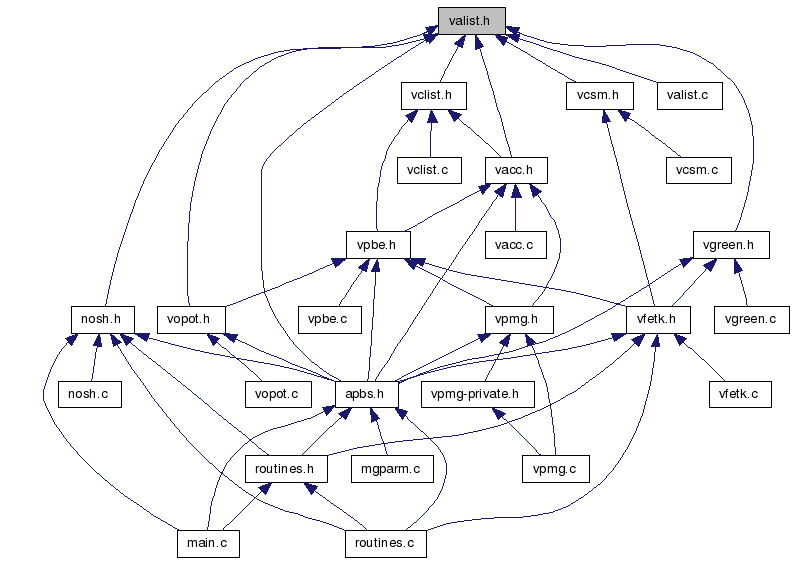 valist.h
vclist.h
vcsm.h
valist.c
vclist.c
vacc.h
vcsm.c
vpbe.h
vacc.c
vgreen.h
nosh.h
vopot.h
vpbe.c
vpmg.h
vfetk.h
vgreen.c
nosh.c
vopot.c
apbs.h
vpmg-private.h
vfetk.c
routines.h
mgparm.c
vpmg.c
main.c
routines.c